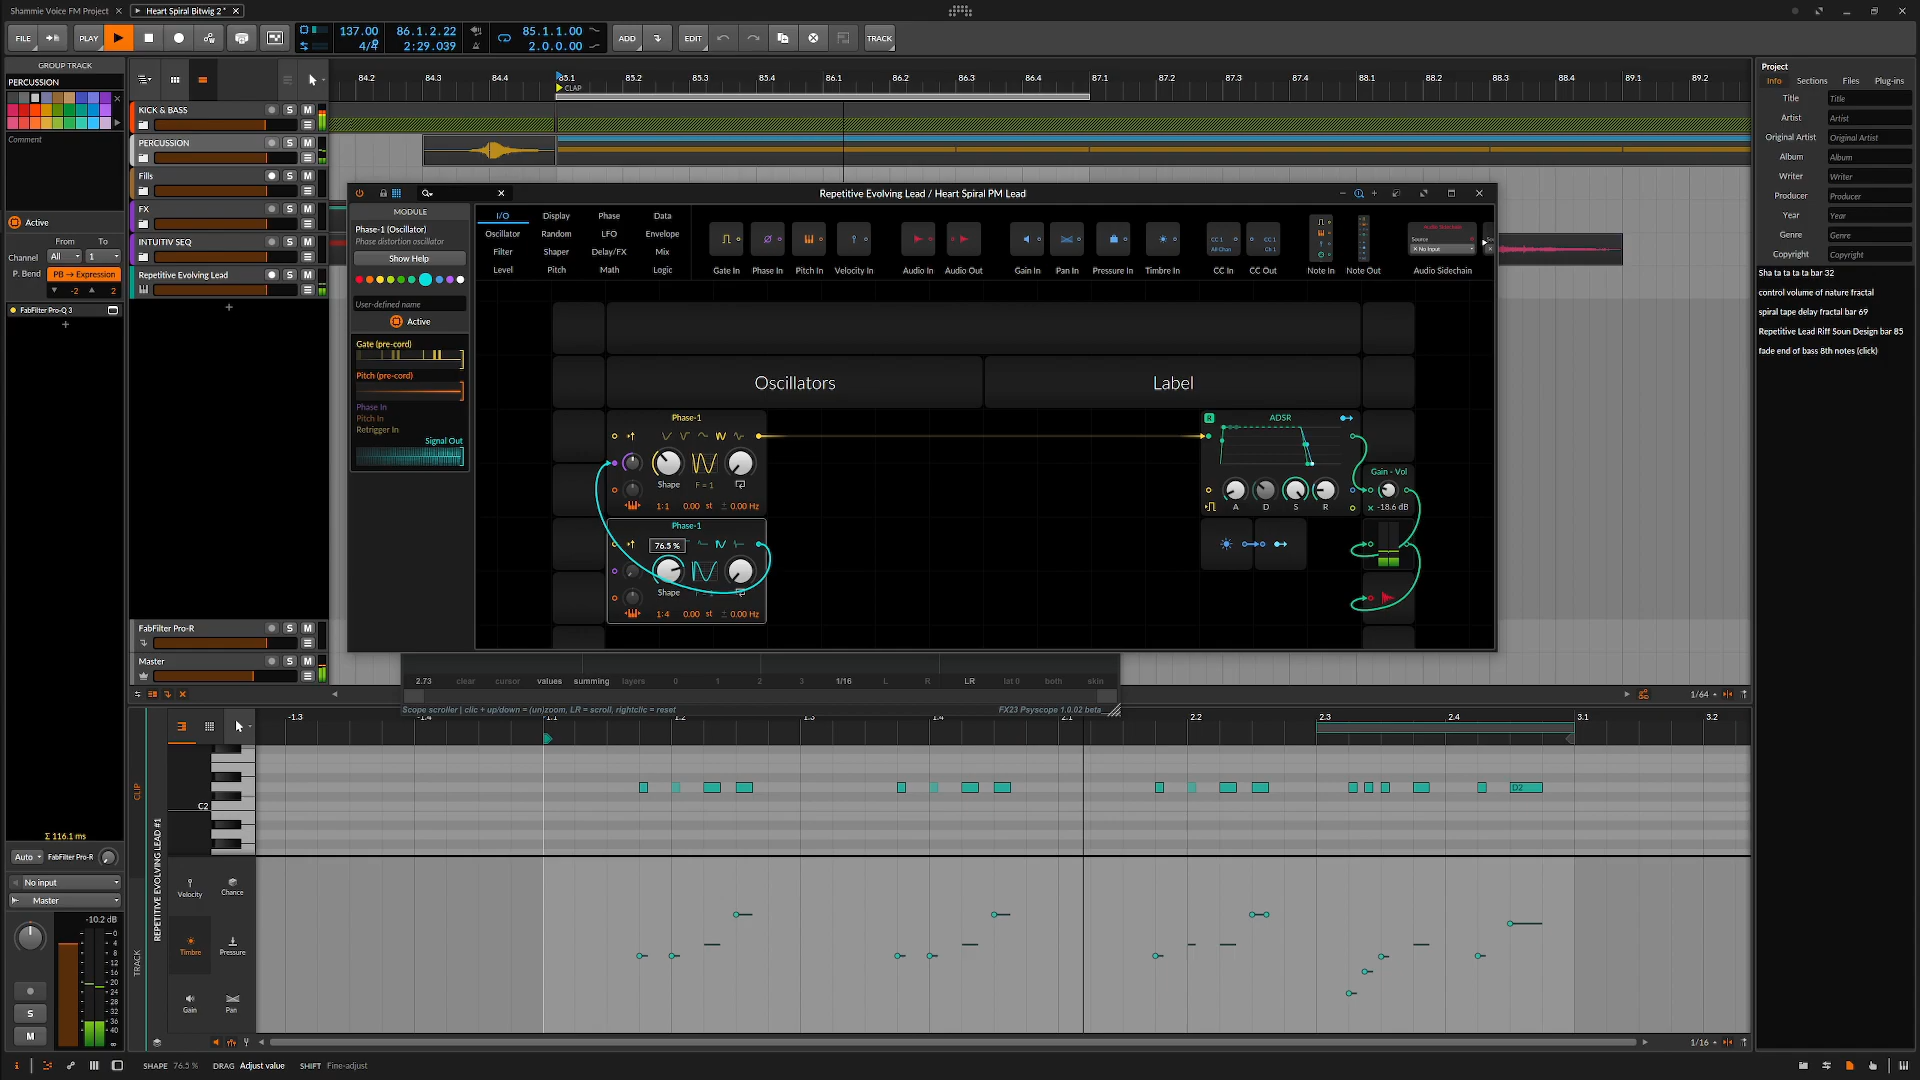 Shammie Voice FM Project
Heart Spiral Bitwig 2 *
FILE
PLAY
137.00
4/4
86.1.2.22
2:29.039
85.1.1.00
2.0.0.00
ADD
EDIT
TRACK
GROUP TRACK
PERCUSSION
Comment
Active
From To
Channel All 1
P. Bend PB → Expression
-2 2
FabFilter Pro-Q 3
Σ 116.1 ms
Auto FabFilter Pro-R
No input
Master
-10.2 dB
S
M
KICK & BASS S M
PERCUSSION S M
Fills S M
FX S M
INTUITIV SEQ S M
Repetitive Evolving Lead S M
FabFilter Pro-R S M
Master S M
84.2 84.3 84.4 85.1 85.2 85.3 85.4 86.1 86.2 86.3 86.4 87.1 87.2 87.3 87.4 88.1 88.2 88.3 88.4 89.1 89.2
CLAP
Repetitive Evolving Lead / Heart Spiral PM Lead
MODULE
Phase-1 (Oscillator)
Phase distortion oscillator
Show Help
User-defined name
Active
Gate (pre-cord)
Pitch (pre-cord)
Phase In
Pitch In
Retrigger In
Signal Out
I/O Display Phase Data
Oscillator Random LFO Envelope
Filter Shaper Delay/FX Mix
Level Pitch Math Logic
Gate In Phase In Pitch In Velocity In Audio In Audio Out Gain In Pan In Pressure In Timbre In CC In CC Out Note In Note Out Audio Sidechain
Oscillators
Label
Phase-1
Shape F = 1
1:1 0.00 st ± 0.00 Hz
Phase-1
76.5 %
Shape
1:4 0.00 st ± 0.00 Hz
ADSR
A D S R
Gain - Vol
-18.6 dB
2.73 clear cursor values summing layers 0 1 2 3 1/16 L R LR lat 0 both skin
Scope scroller | clic + up/down = (un)zoom, LR = scroll, rightclic = reset
FX23 Psyscope 1.0.02 beta
1/64
-1.3 -1.4 1.1 1.2 1.3 1.4 2.1 2.2 2.3 2.4 3.1 3.2
CLIP
TRACK
REPETITIVE EVOLVING LEAD #1
C2
D2
Velocity Chance
Timbre Pressure
Gain Pan
1/16
SHAPE 76.5 % DRAG Adjust value SHIFT Fine-adjust
Project
Info Sections Files Plug-ins
Title Title
Artist Artist
Original Artist Original Artist
Album Album
Writer Writer
Producer Producer
Year Year
Genre Genre
Copyright Copyright
Sha ta ta ta ta bar 32
control volume of nature fractal
spiral tape delay fractal bar 69
Repetitive Lead Riff Soun Design bar 85
fade end of bass 8th notes (click)